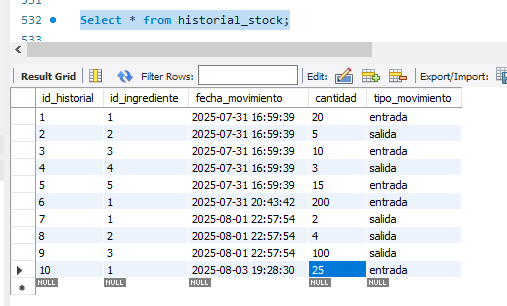 532 Select * from historial_stock;
Result Grid Filter Rows: Edit: Export/Import:
id_historial id_ingrediente fecha_movimiento cantidad tipo_movimiento
1 1 2025-07-31 16:59:39 20 entrada
2 2 2025-07-31 16:59:39 5 salida
3 3 2025-07-31 16:59:39 10 entrada
4 4 2025-07-31 16:59:39 3 salida
5 5 2025-07-31 16:59:39 15 entrada
6 1 2025-07-31 20:43:42 200 entrada
7 1 2025-08-01 22:57:54 2 salida
8 2 2025-08-01 22:57:54 4 salida
9 3 2025-08-01 22:57:54 100 salida
10 1 2025-08-03 19:28:30 25 entrada
NULL NULL NULL NULL NULL